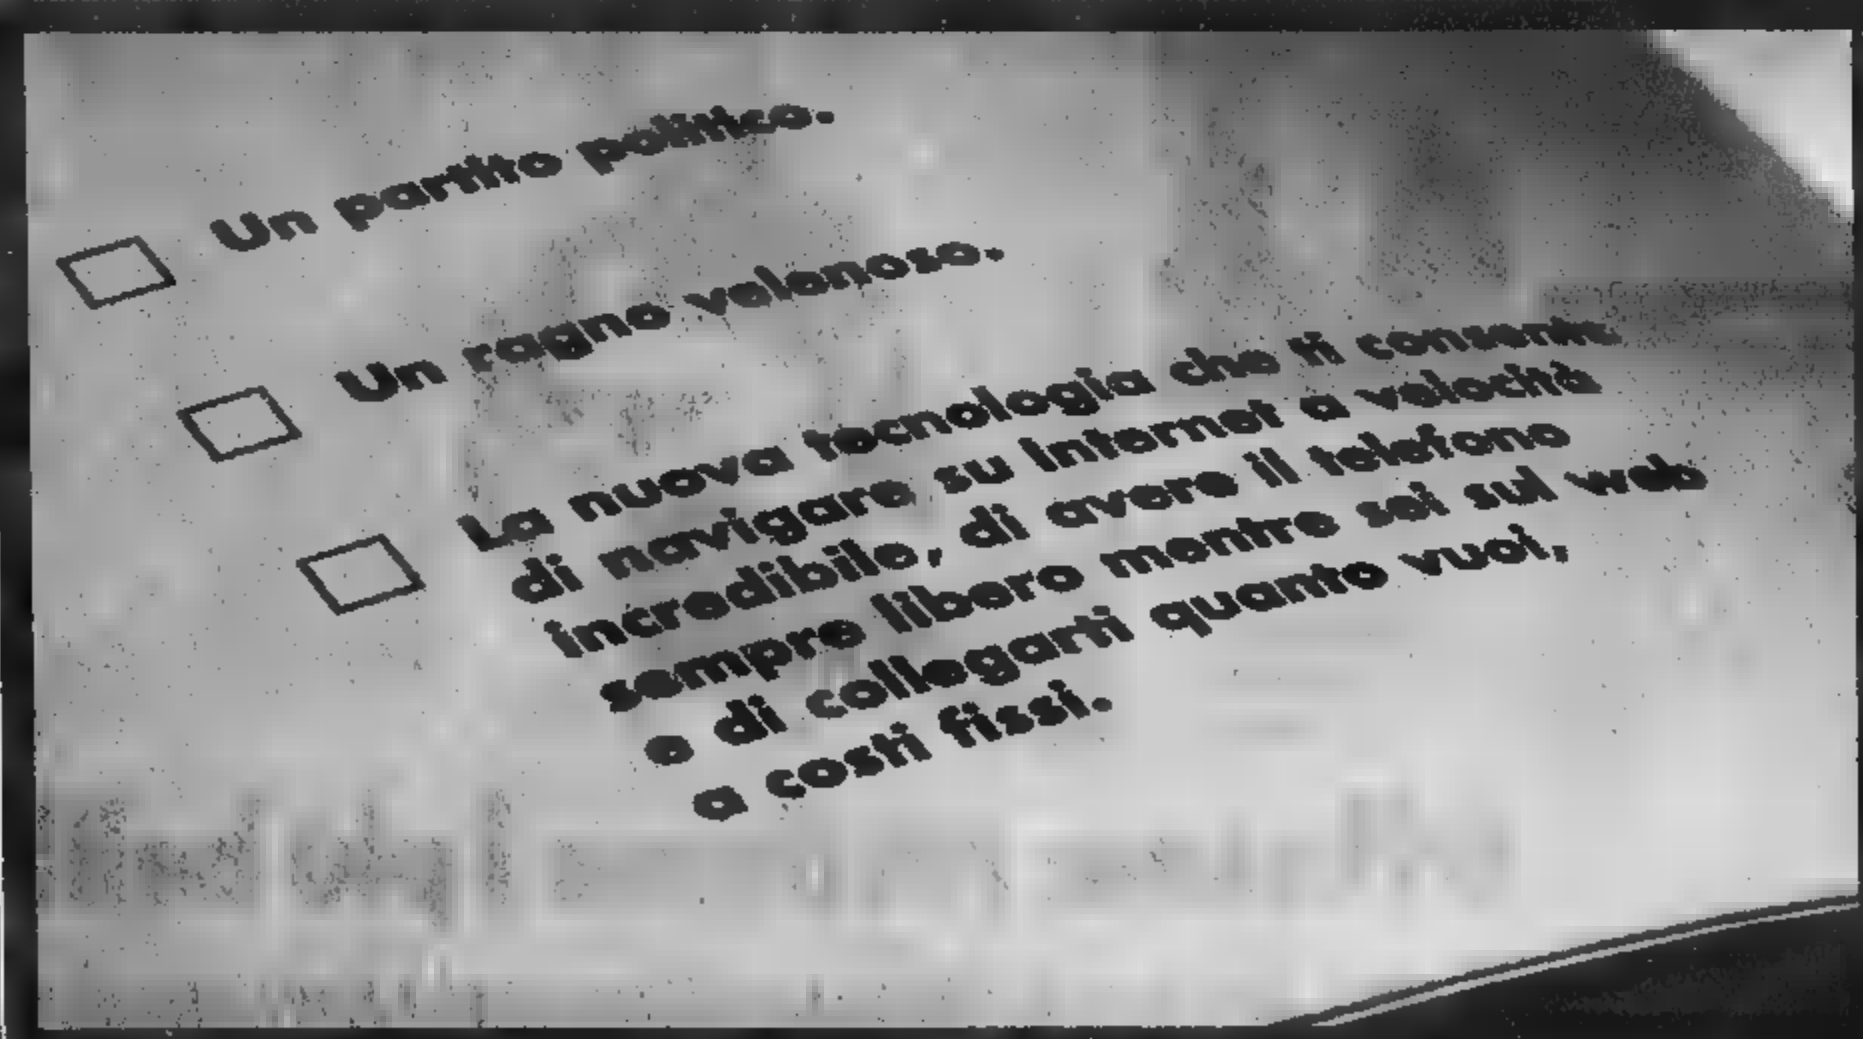 Un partito politico.
Un ragno velenoso.
La nuova tecnologia che ti consente
di navigare su Internet a velocità
incredibile, di avere il telefono
sempre libero mentre sei sul web
e di collegarti quanto vuoi,
a costi fissi.